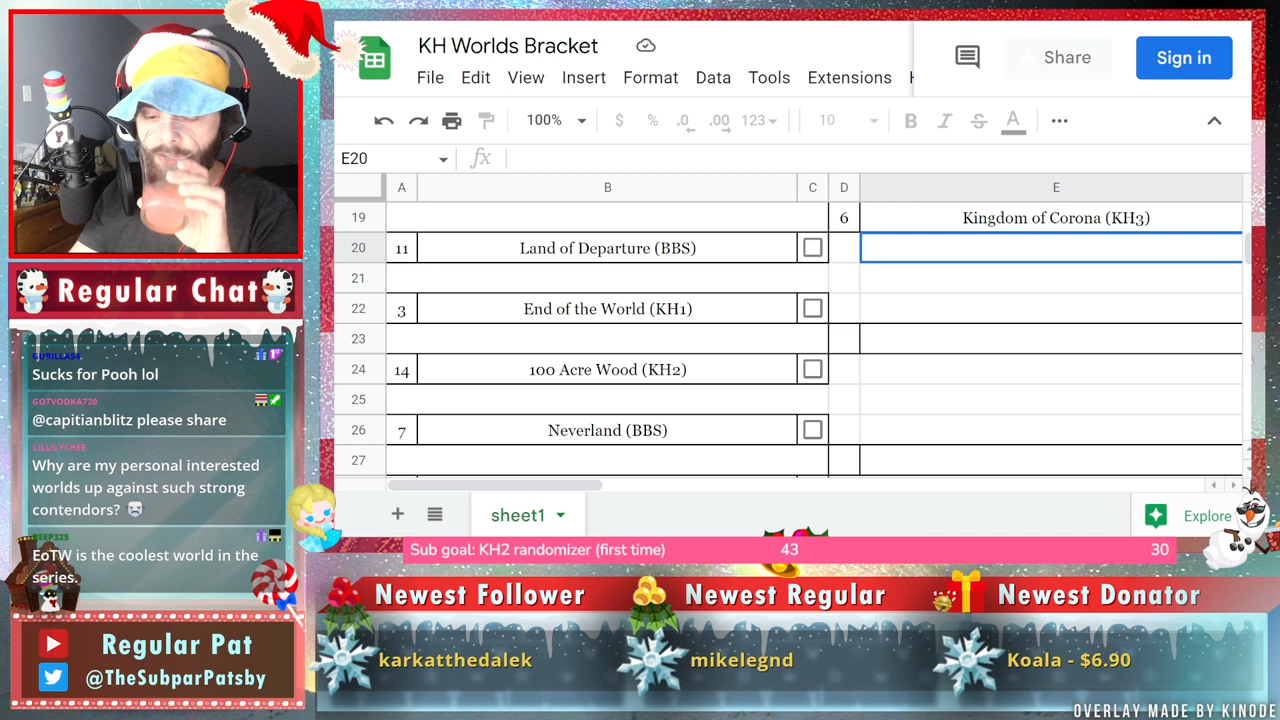 KH Worlds Bracket
File Edit View Insert Format Data Tools Extensions
Share
Sign in
100% $ % .0 .00 123 10 B I S A
E20 fx
A B C D E
19 6 Kingdom of Corona (KH3)
20 11 Land of Departure (BBS)
21
22 3 End of the World (KH1)
23
24 14 100 Acre Wood (KH2)
25
26 7 Neverland (BBS)
27
sheet1
Explore
Regular Chat
GURILLA54
Sucks for Pooh lol
GOTVODKA720
@capitianblitz please share
LILLILYCHEE
Why are my personal interested
worlds up against such strong
contendors?
EoTW is the coolest world in the
series.
Regular Pat
@TheSubparPatsby
Sub goal: KH2 randomizer (first time) 43 30
Newest Follower
karkatthedalek
Newest Regular
mikelegnd
Newest Donator
Koala - $6.90
OVERLAY MADE BY KINODE